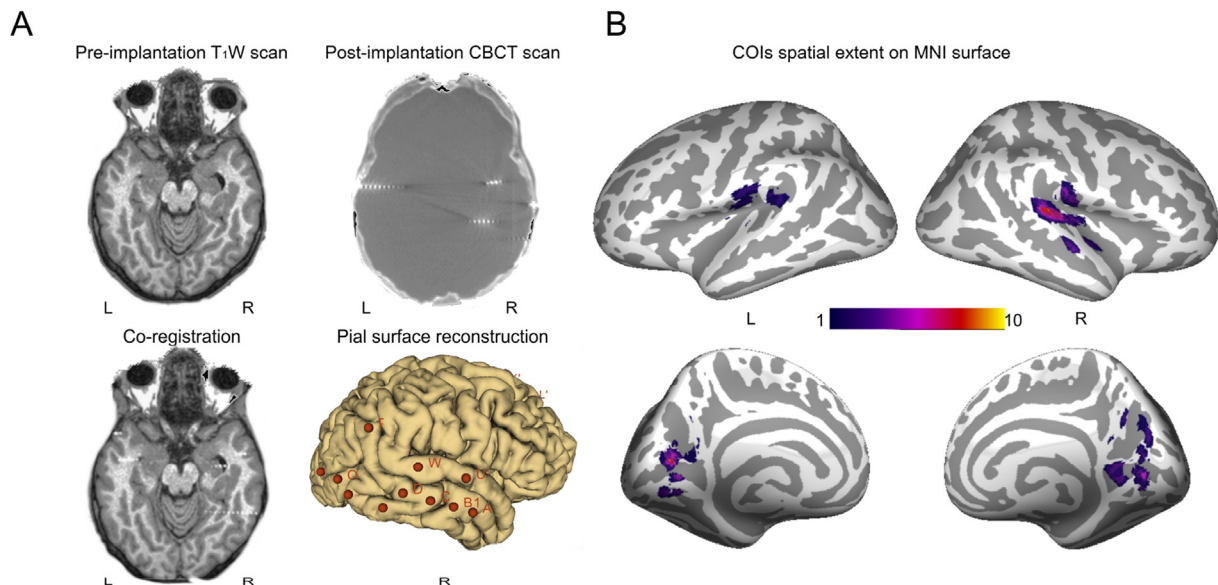 A
B
Pre-implantation T₁W scan
Post-implantation CBCT scan
COIs spatial extent on MNI surface
L
R
L
R
1
10
L
R
Co-registration
Pial surface reconstruction
W
U
O
D
B1
A
L
R
R